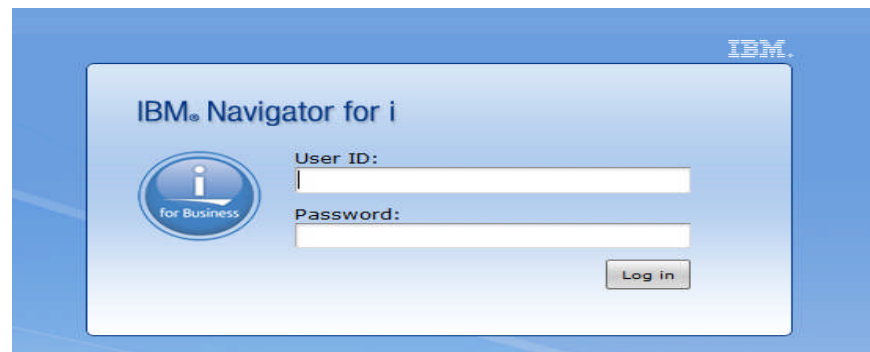 IBM.
IBM® Navigator for i
i
for Business
User ID:
Password:
Log in